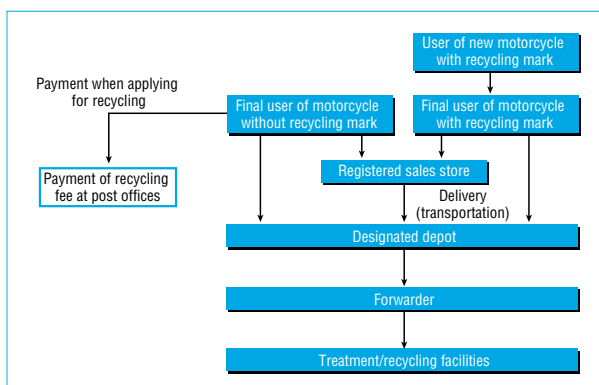 User of new motorcycle
with recycling mark
Payment when applying
for recycling
Final user of motorcycle
without recycling mark
Final user of motorcycle
with recycling mark
Payment of recycling
fee at post offices
Registered sales store
Delivery
(transportation)
Designated depot
Forwarder
Treatment/recycling facilities